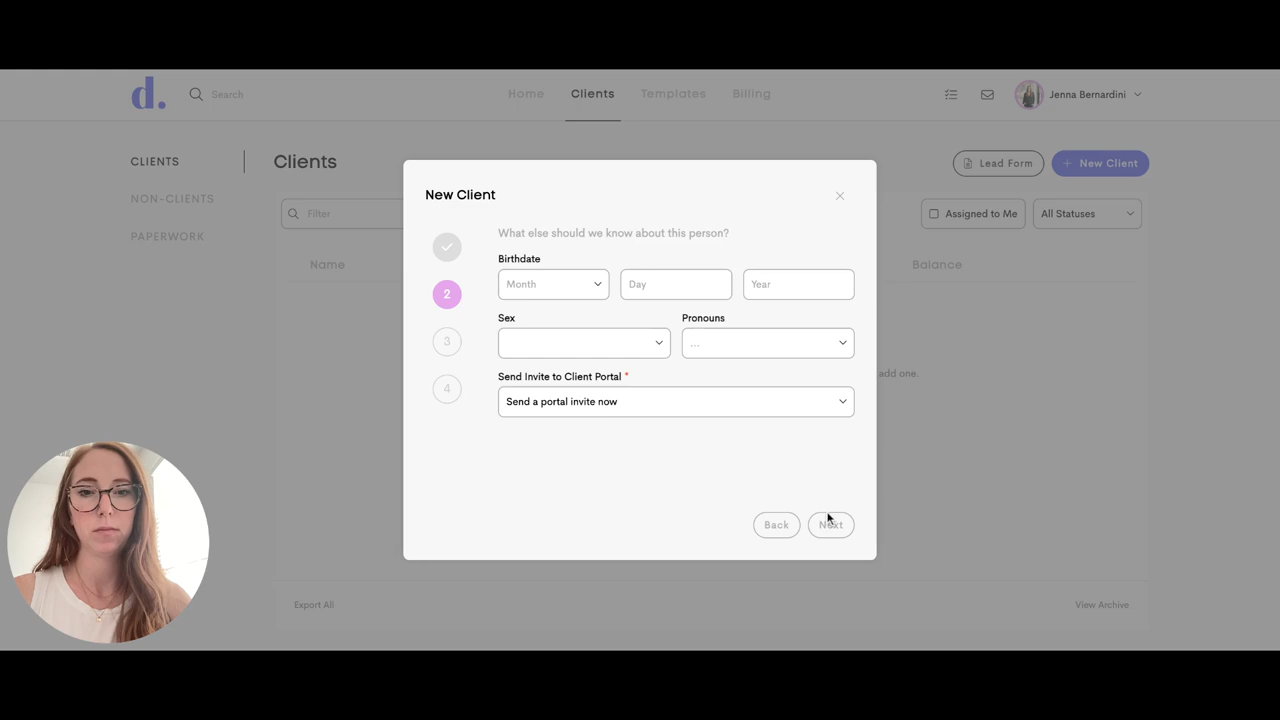 d.
Search
Home
Clients
Templates
Billing
Jenna Bernardini
CLIENTS
NON-CLIENTS
PAPERWORK
Clients
Lead Form
+ New Client
Filter
Assigned to Me
All Statuses
Name
Balance
add one.
New Client
What else should we know about this person?
Birthdate
Month
Day
Year
2
Sex
Pronouns
...
3
Send Invite to Client Portal *
4
Send a portal invite now
Back
Next
Export All
View Archive